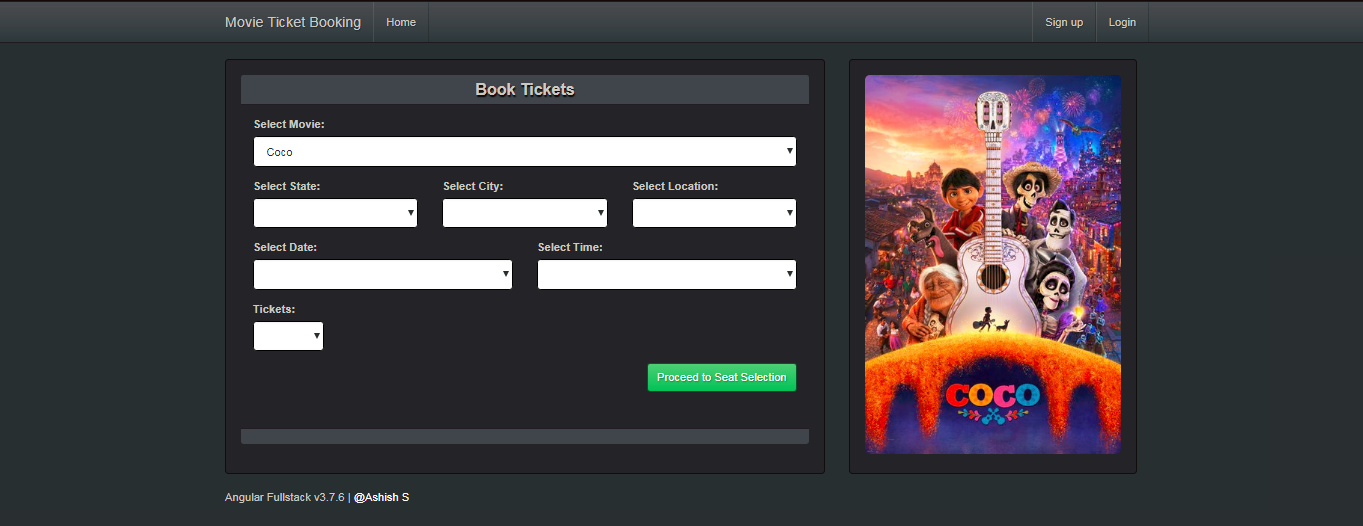 Movie Ticket Booking Home Sign up Login
Book Tickets
Select Movie:
Coco
Select State: Select City: Select Location:
Select Date: Select Time:
Tickets:
Proceed to Seat Selection
COCO
Angular Fullstack v3.7.6 | @Ashish S